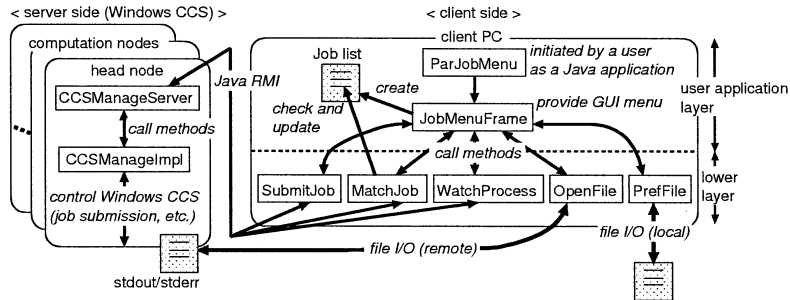 < server side (Windows CCS) >
computation nodes
head node
CCSManageServer
call methods
CCSManageImpl
control Windows CCS
(job submission, etc.)
stdout/stderr
Java RMI
< client side >
client PC
Job list
ParJobMenu
initiated by a user
as a Java application
create
check and
update
JobMenuFrame
provide GUI menu
call methods
SubmitJob
MatchJob
WatchProcess
OpenFile
PrefFile
file I/O (remote)
file I/O (local)
user application
layer
lower
layer